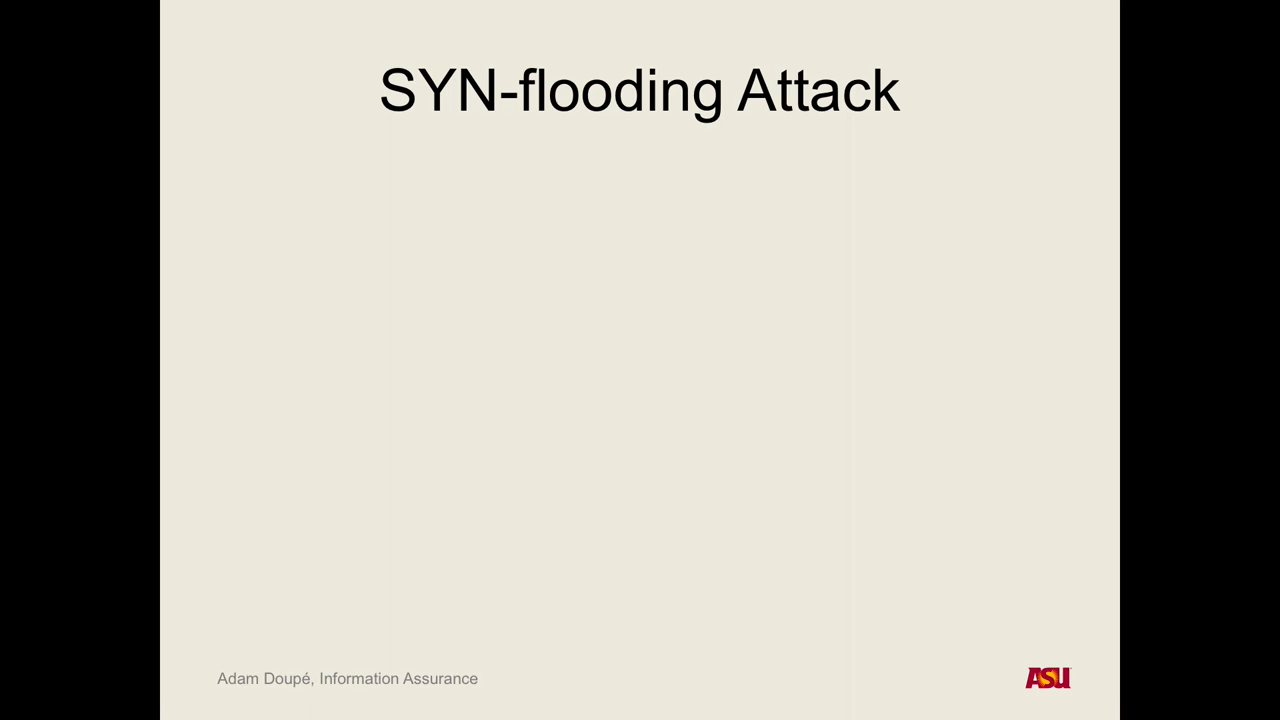 SYN-flooding Attack
Adam Doupé, Information Assurance
ASU